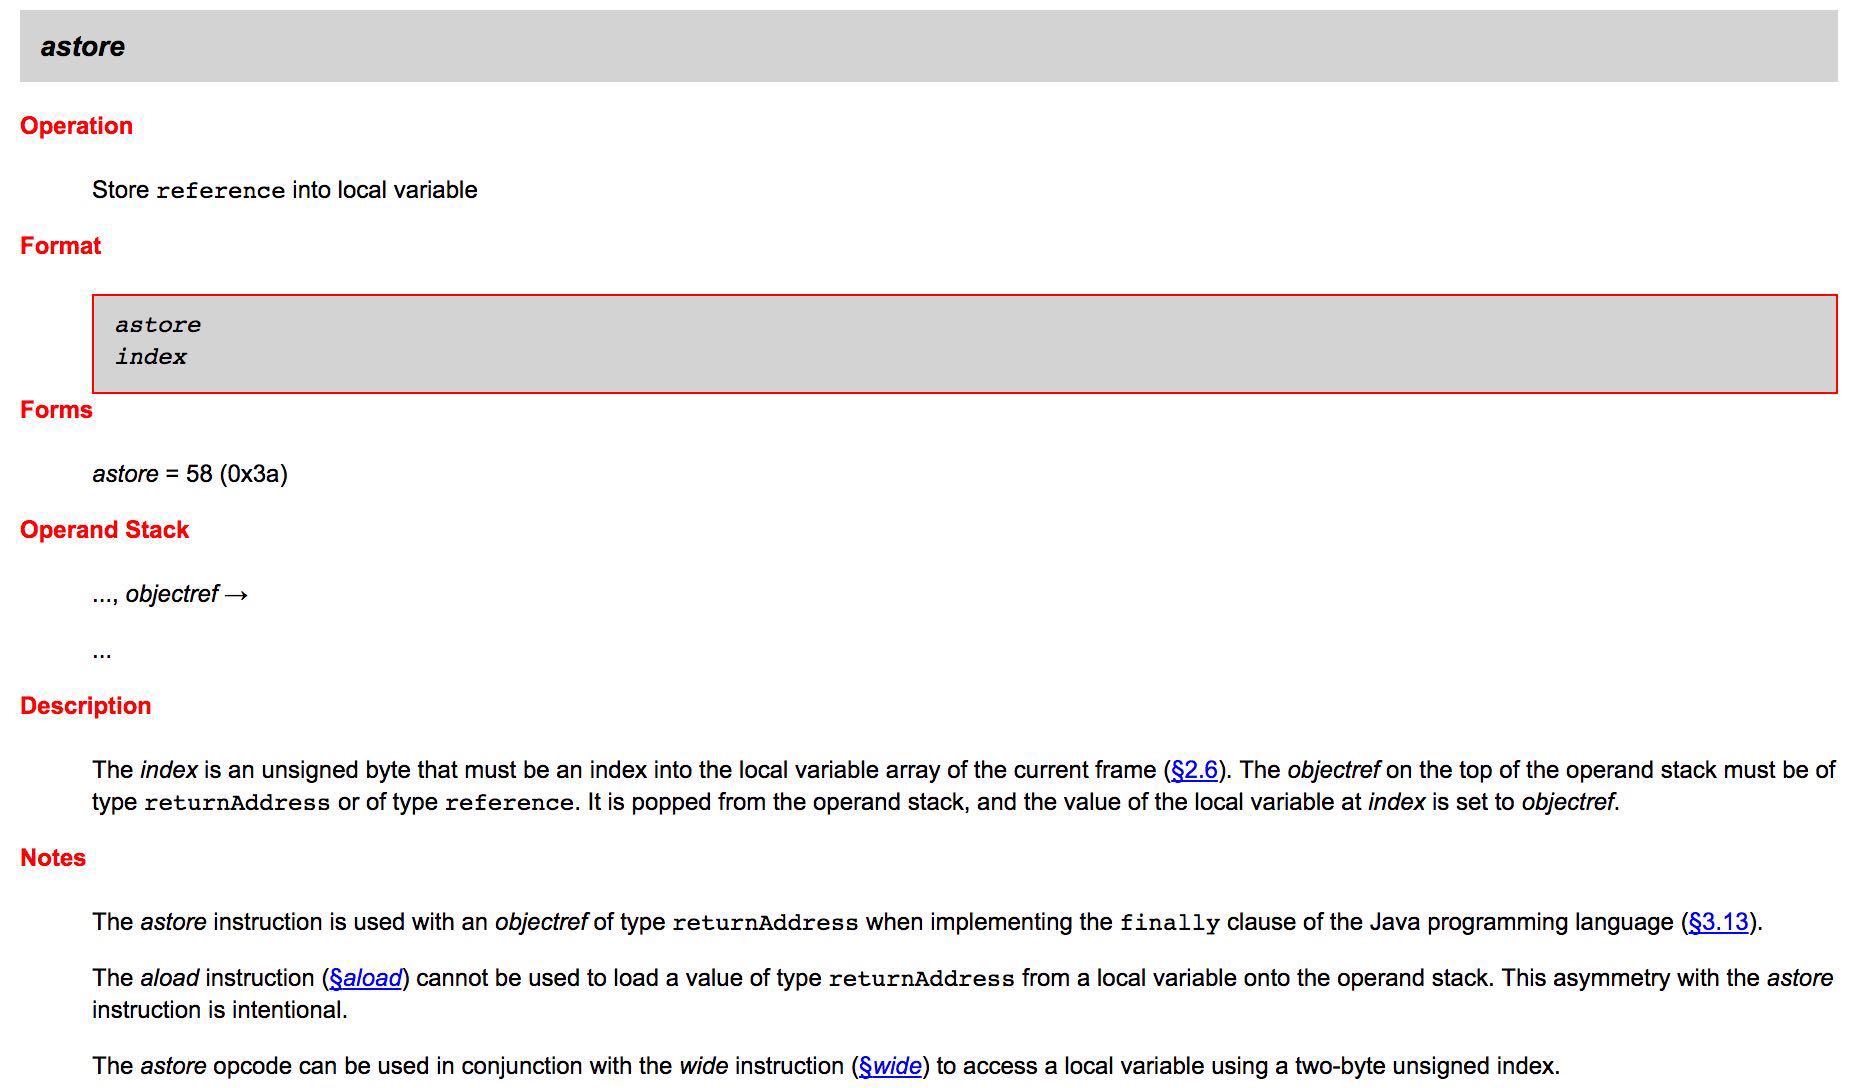 astore
Operation
Store reference into local variable
Format
astore
index
Forms
astore = 58 (0x3a)
Operand Stack
..., objectref →
...
Description
The index is an unsigned byte that must be an index into the local variable array of the current frame (§2.6). The objectref on the top of the operand stack must be of
type returnAddress or of type reference. It is popped from the operand stack, and the value of the local variable at index is set to objectref.
Notes
The astore instruction is used with an objectref of type returnAddress when implementing the finally clause of the Java programming language (§3.13).
The aload instruction (§aload) cannot be used to load a value of type returnAddress from a local variable onto the operand stack. This asymmetry with the astore
instruction is intentional.
The astore opcode can be used in conjunction with the wide instruction (§wide) to access a local variable using a two-byte unsigned index.